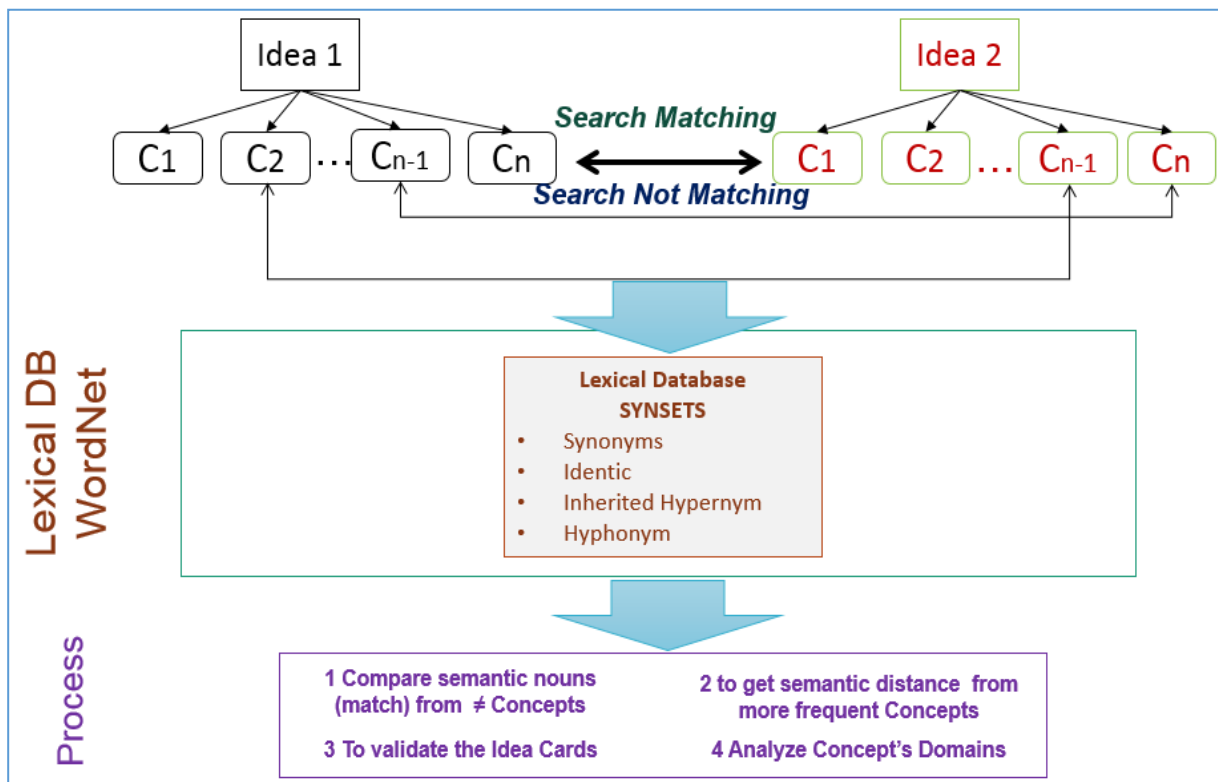 Idea 1
Idea 2
Search Matching
C1 C2 ... Cn-1 Cn
C1 C2 ... Cn-1 Cn
Search Not Matching
Lexical DB
WordNet
Lexical Database
SYNSETS
• Synonyms
• Identic
• Inherited Hypernym
• Hyphonym
Process
1 Compare semantic nouns
(match) from ≠ Concepts
2 to get semantic distance from
more frequent Concepts
3 To validate the Idea Cards
4 Analyze Concept's Domains